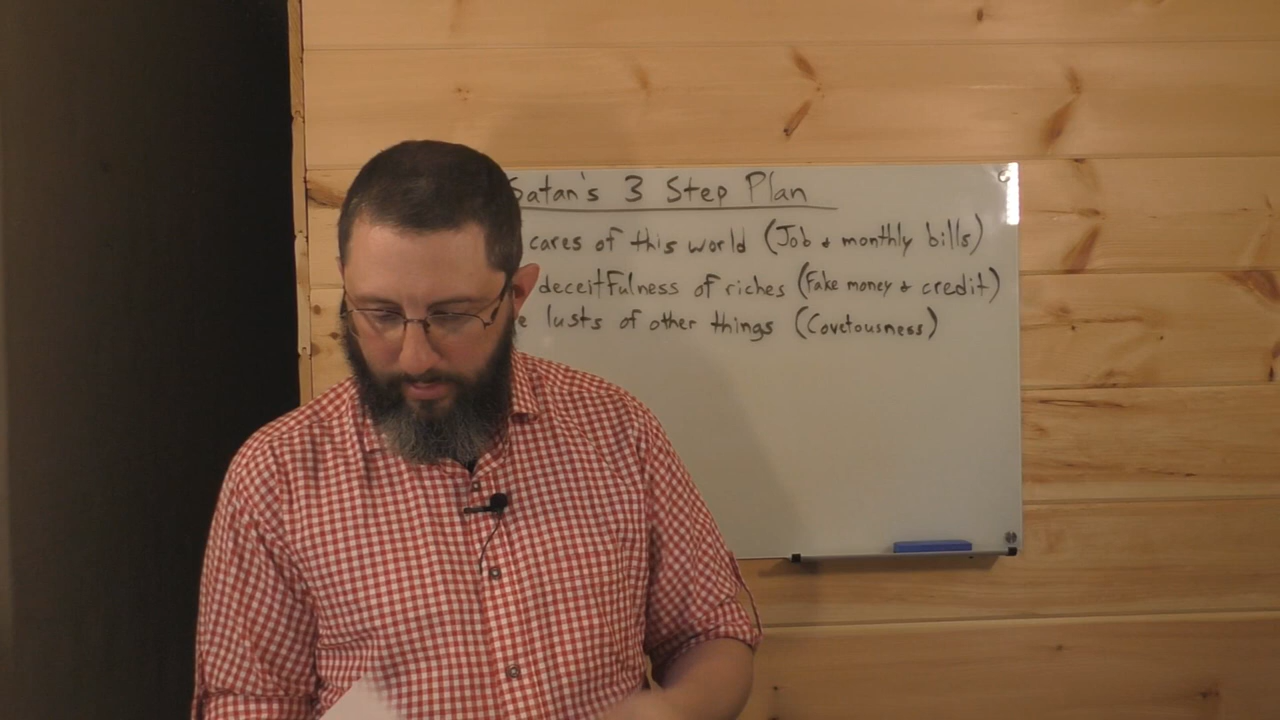 Satan's 3 Step Plan
cares of this world (Job & monthly bills)
deceitfulness of riches (Fake money & credit)
lusts of other things (Covetousness)